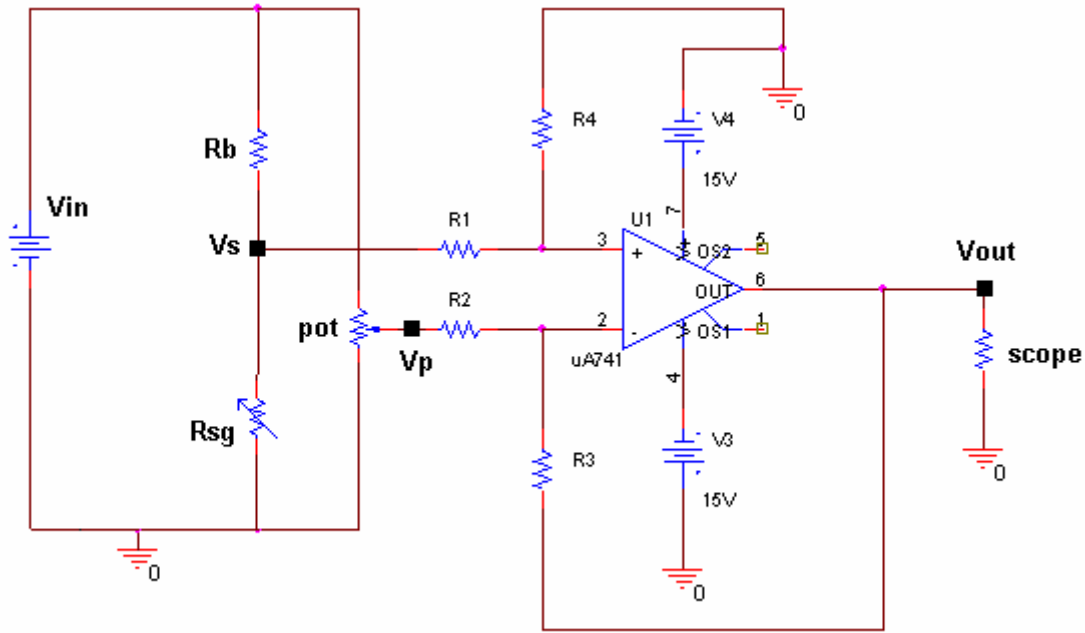 R4
V4
0
Rb
15V
Vin
R1
7
U1
5
Vs
3
+
OS2
Vout
6
OUT
R2
pot
2
-
OS1
1
Vp
uA741
scope
4
Rsg
R3
V3
15V
0
0
0